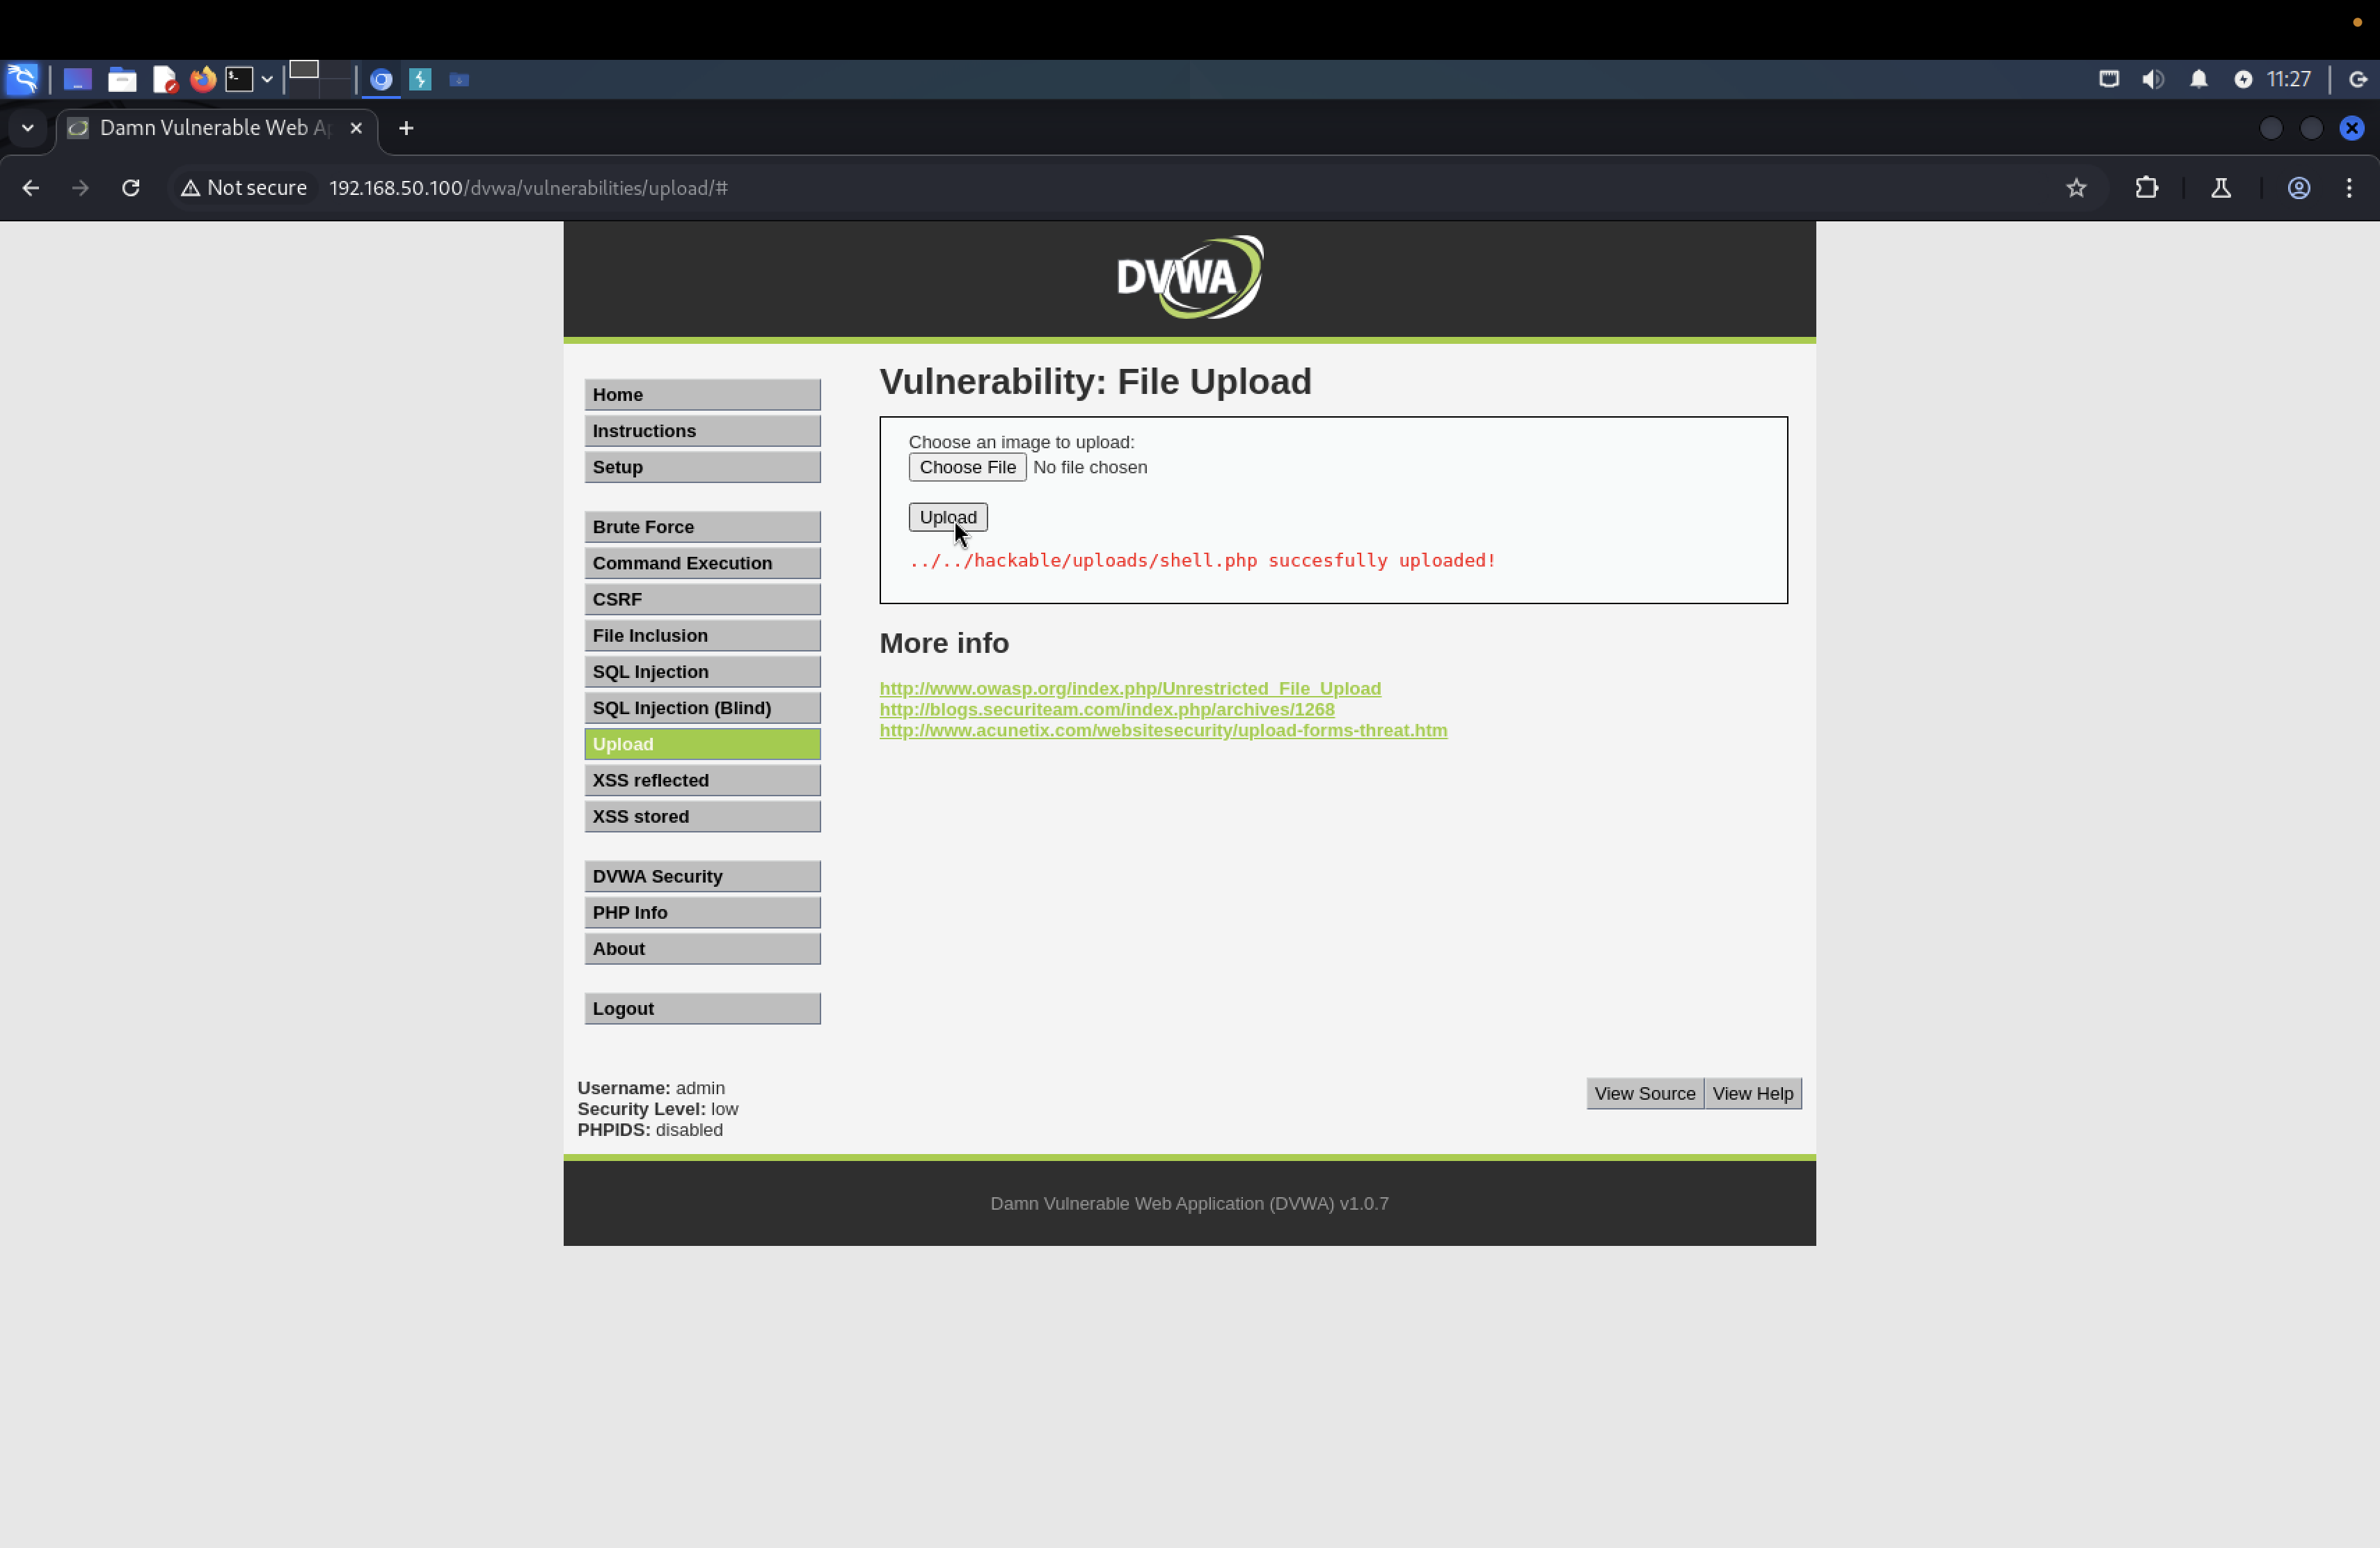 11:27
Damn Vulnerable Web Ap
Not secure 192.168.50.100/dvwa/vulnerabilities/upload/#
DVWA
Home
Instructions
Setup
Brute Force
Command Execution
CSRF
File Inclusion
SQL Injection
SQL Injection (Blind)
Upload
XSS reflected
XSS stored
DVWA Security
PHP Info
About
Logout
Vulnerability: File Upload
Choose an image to upload:
Choose File No file chosen
Upload
../../hackable/uploads/shell.php succesfully uploaded!
More info
http://www.owasp.org/index.php/Unrestricted_File_Upload
http://blogs.securiteam.com/index.php/archives/1268
http://www.acunetix.com/websitesecurity/upload-forms-threat.htm
Username: admin
Security Level: low
PHPIDS: disabled
View Source View Help
Damn Vulnerable Web Application (DVWA) v1.0.7